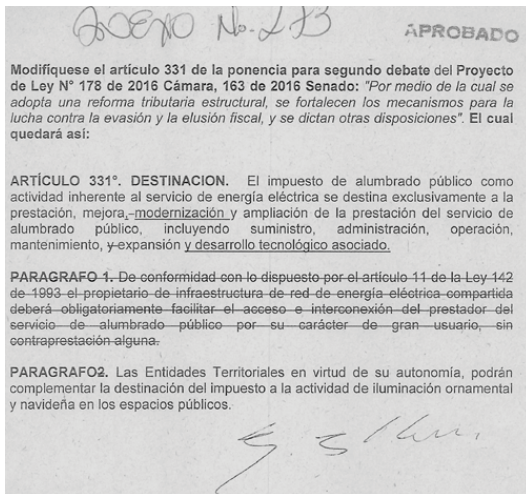 No. 273
APROBADO
Modifíquese el artículo 331 de la ponencia para segundo debate del Proyecto
de Ley N° 178 de 2016 Cámara, 163 de 2016 Senado: "Por medio de la cual se
adopta una reforma tributaria estructural, se fortalecen los mecanismos para la
lucha contra la evasión y la elusión fiscal, y se dictan otras disposiciones". El cual
quedará así:
ARTÍCULO 331°. DESTINACION. El impuesto de alumbrado público como
actividad inherente al servicio de energía eléctrica se destina exclusivamente a la
prestación, mejora, modernización y ampliación de la prestación del servicio de
alumbrado público, incluyendo suministro, administración, operación,
mantenimiento, y expansión y desarrollo tecnológico asociado.
PARAGRAFO 1. De conformidad con lo dispuesto por el artículo 11 de la Ley 142
de 1993 el propietario de infraestructura de red de energía eléctrica compartida
deberá obligatoriamente facilitar el acceso e interconexión del prestador del
servicio de alumbrado público por su carácter de gran usuario, sin
contraprestación alguna.
PARAGRAFO2. Las Entidades Territoriales en virtud de su autonomía, podrán
complementar la destinación del impuesto a la actividad de iluminación ornamental
y navideña en los espacios públicos.